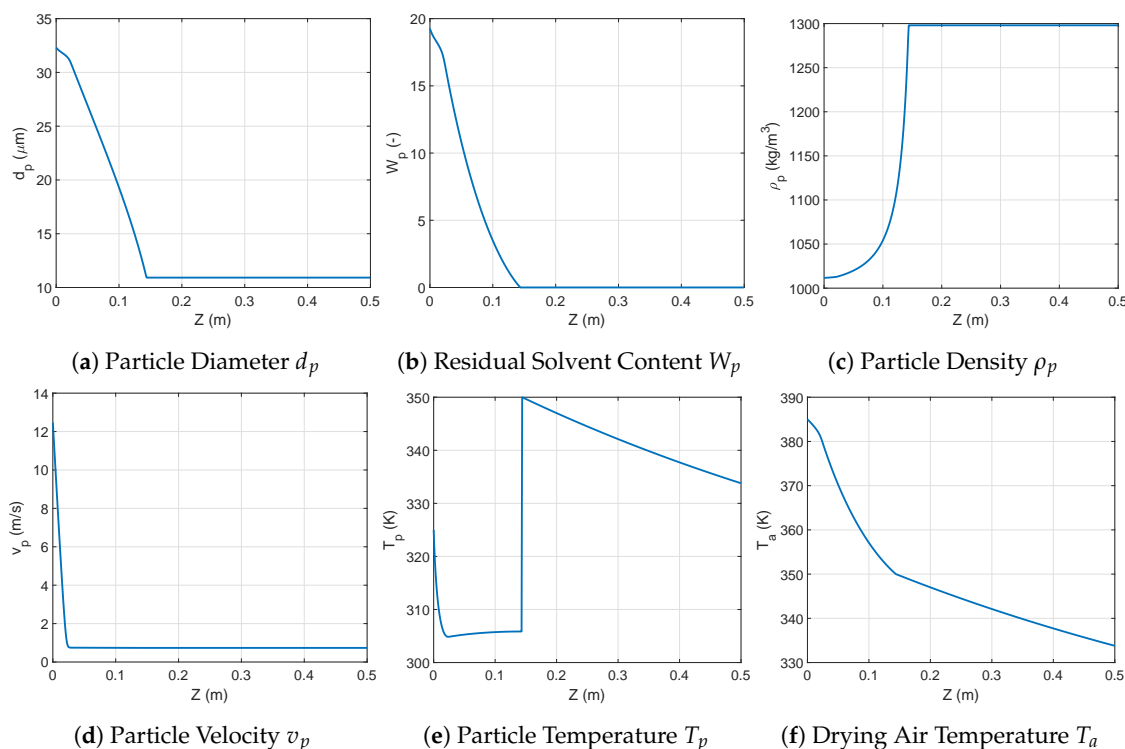 35
30
25
20
15
10
0 0.1 0.2 0.3 0.4 0.5
d_p (μm)
Z (m)
20
15
10
5
0
0 0.1 0.2 0.3 0.4 0.5
W_p (-)
Z (m)
1300
1250
1200
1150
1100
1050
1000
0 0.1 0.2 0.3 0.4 0.5
ρ_p (kg/m³)
Z (m)
(a) Particle Diameter d_p
(b) Residual Solvent Content W_p
(c) Particle Density ρ_p
14
12
10
8
6
4
2
0
0 0.1 0.2 0.3 0.4 0.5
v_p (m/s)
Z (m)
350
340
330
320
310
300
0 0.1 0.2 0.3 0.4 0.5
T_p (K)
Z (m)
390
380
370
360
350
340
330
0 0.1 0.2 0.3 0.4 0.5
T_a (K)
Z (m)
(d) Particle Velocity v_p
(e) Particle Temperature T_p
(f) Drying Air Temperature T_a